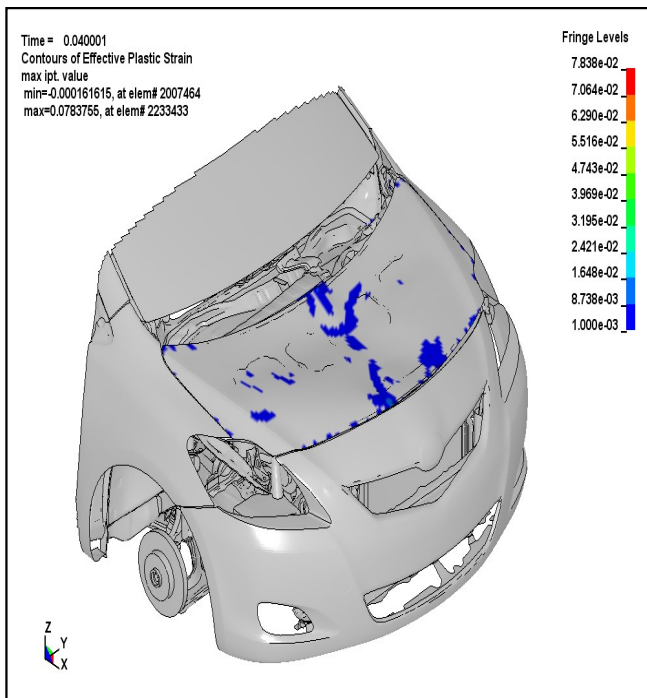 Time = 0.040001
Contours of Effective Plastic Strain
max ipt. value
min=-0.000161615, at elem# 2007464
max=0.0783755, at elem# 2233433
Fringe Levels
7.838e-02
7.064e-02
6.290e-02
5.516e-02
4.743e-02
3.969e-02
3.195e-02
2.421e-02
1.648e-02
8.738e-03
1.000e-03
Z
Y
X